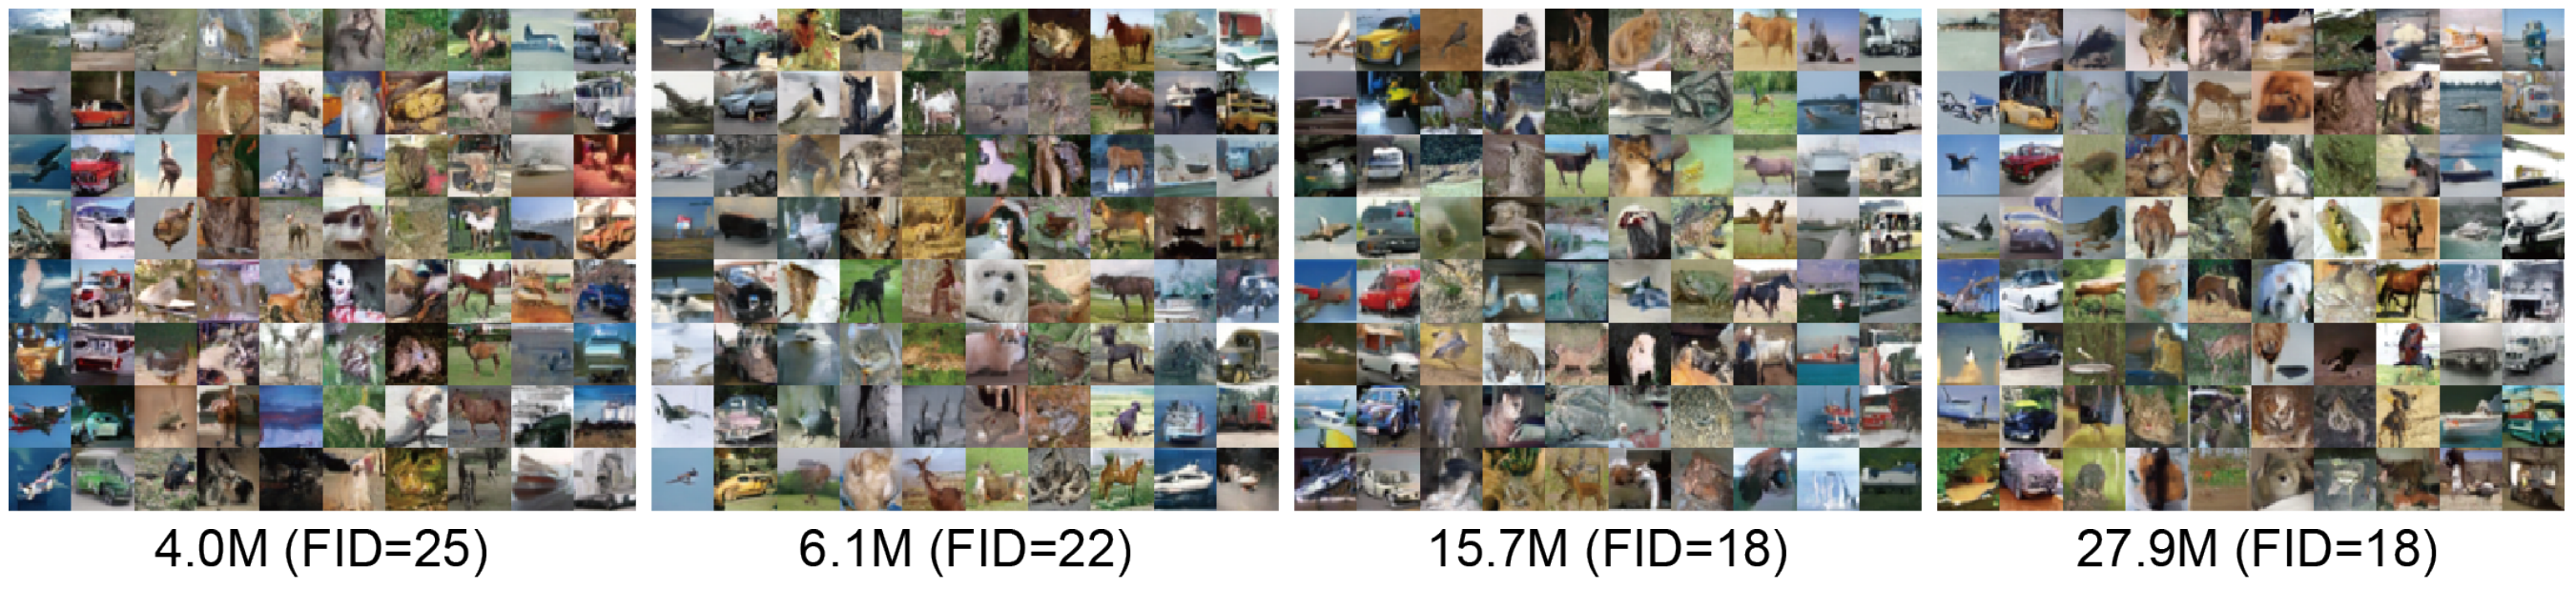 4.0M (FID=25)
6.1M (FID=22)
15.7M (FID=18)
27.9M (FID=18)